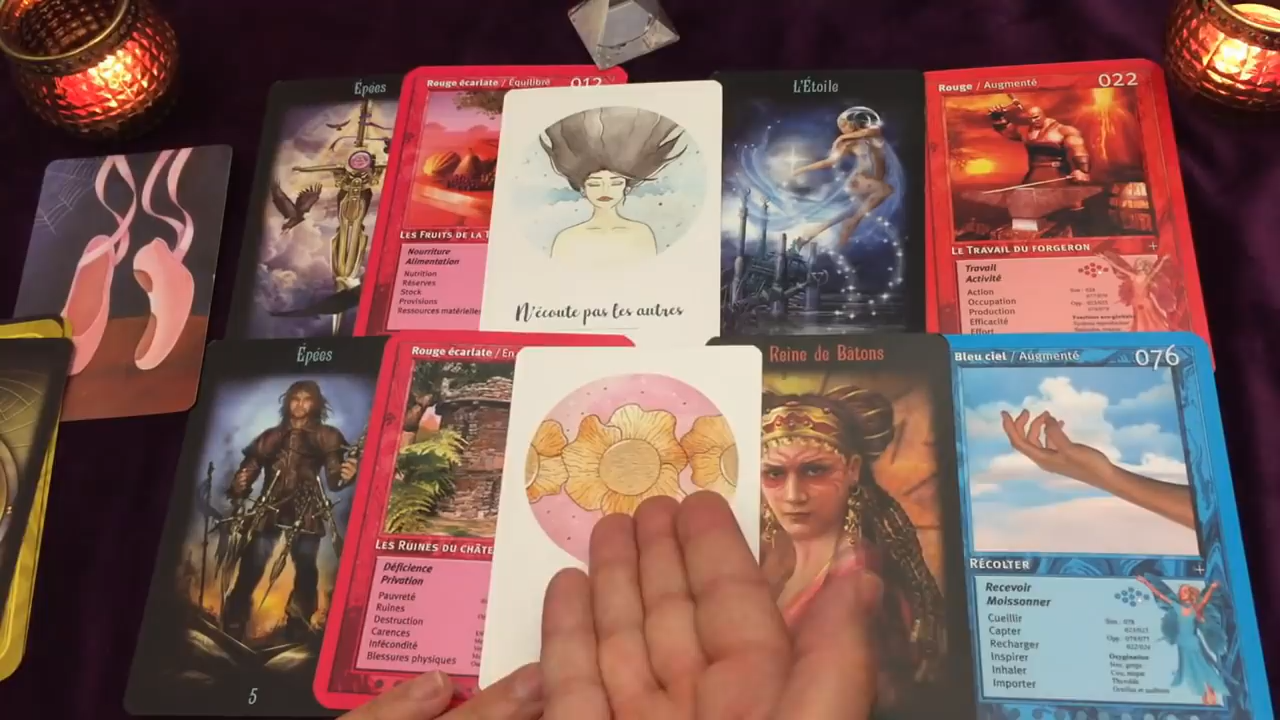 Épées
Rouge écarlate / Équilibre 012
LES FRUITS DE LA
Nourriture
Alimentation
Nutrition
Réserves
Stock
Provisions
Ressources matérielles
N'écoute pas les autres
L'Étoile
Rouge / Augmenté 022
LE TRAVAIL DU FORGERON +
Travail
Activité
Action
Occupation
Production
Efficacité
Effort
Épées
5
Rouge écarlate / En
LES RUINES DU CHÂTE
Déficience
Privation
Pauvreté
Ruines
Destruction
Carences
Infécondité
Blessures physiques
Reine de Bâtons
Bleu ciel / Augmenté 076
RÉCOLTER +
Recevoir
Moissonner
Cueillir
Capter
Recharger
Inspirer
Inhaler
Importer